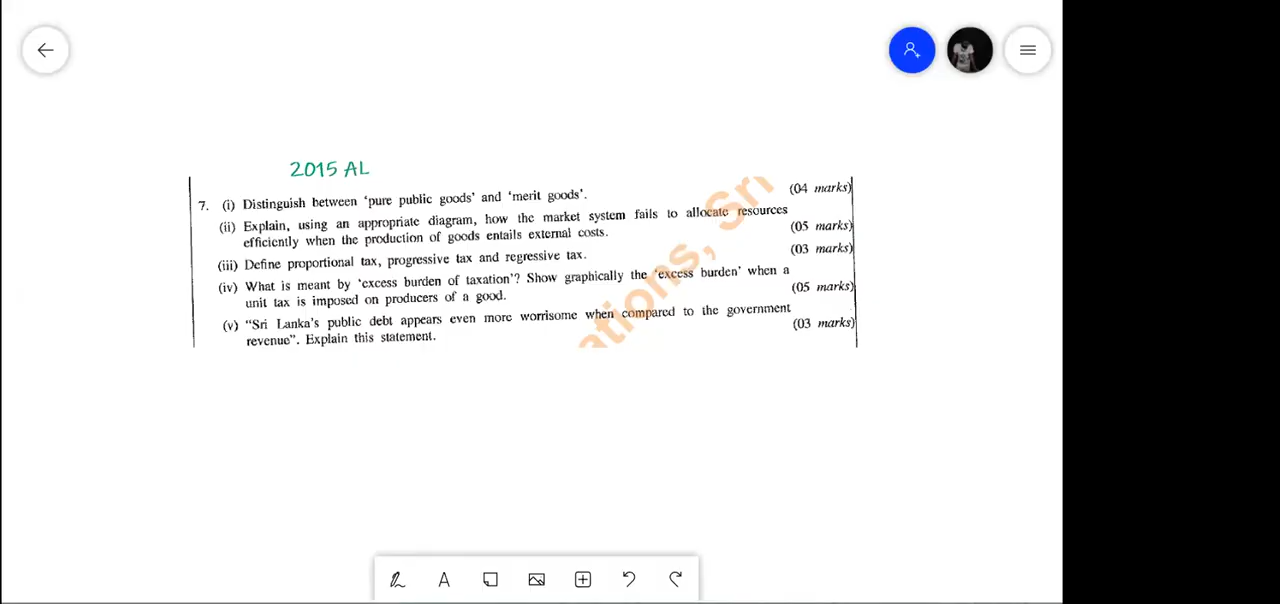 2015 AL
7. (i) Distinguish between 'pure public goods' and 'merit goods'. (04 marks)
(ii) Explain, using an appropriate diagram, how the market system fails to allocate resources
efficiently when the production of goods entails external costs. (05 marks)
(iii) Define proportional tax, progressive tax and regressive tax. (03 marks)
(iv) What is meant by 'excess burden of taxation'? Show graphically the 'excess burden' when a
unit tax is imposed on producers of a good. (05 marks)
(v) "Sri Lanka's public debt appears even more worrisome when compared to the government
revenue". Explain this statement. (03 marks)
ations, Sri
A